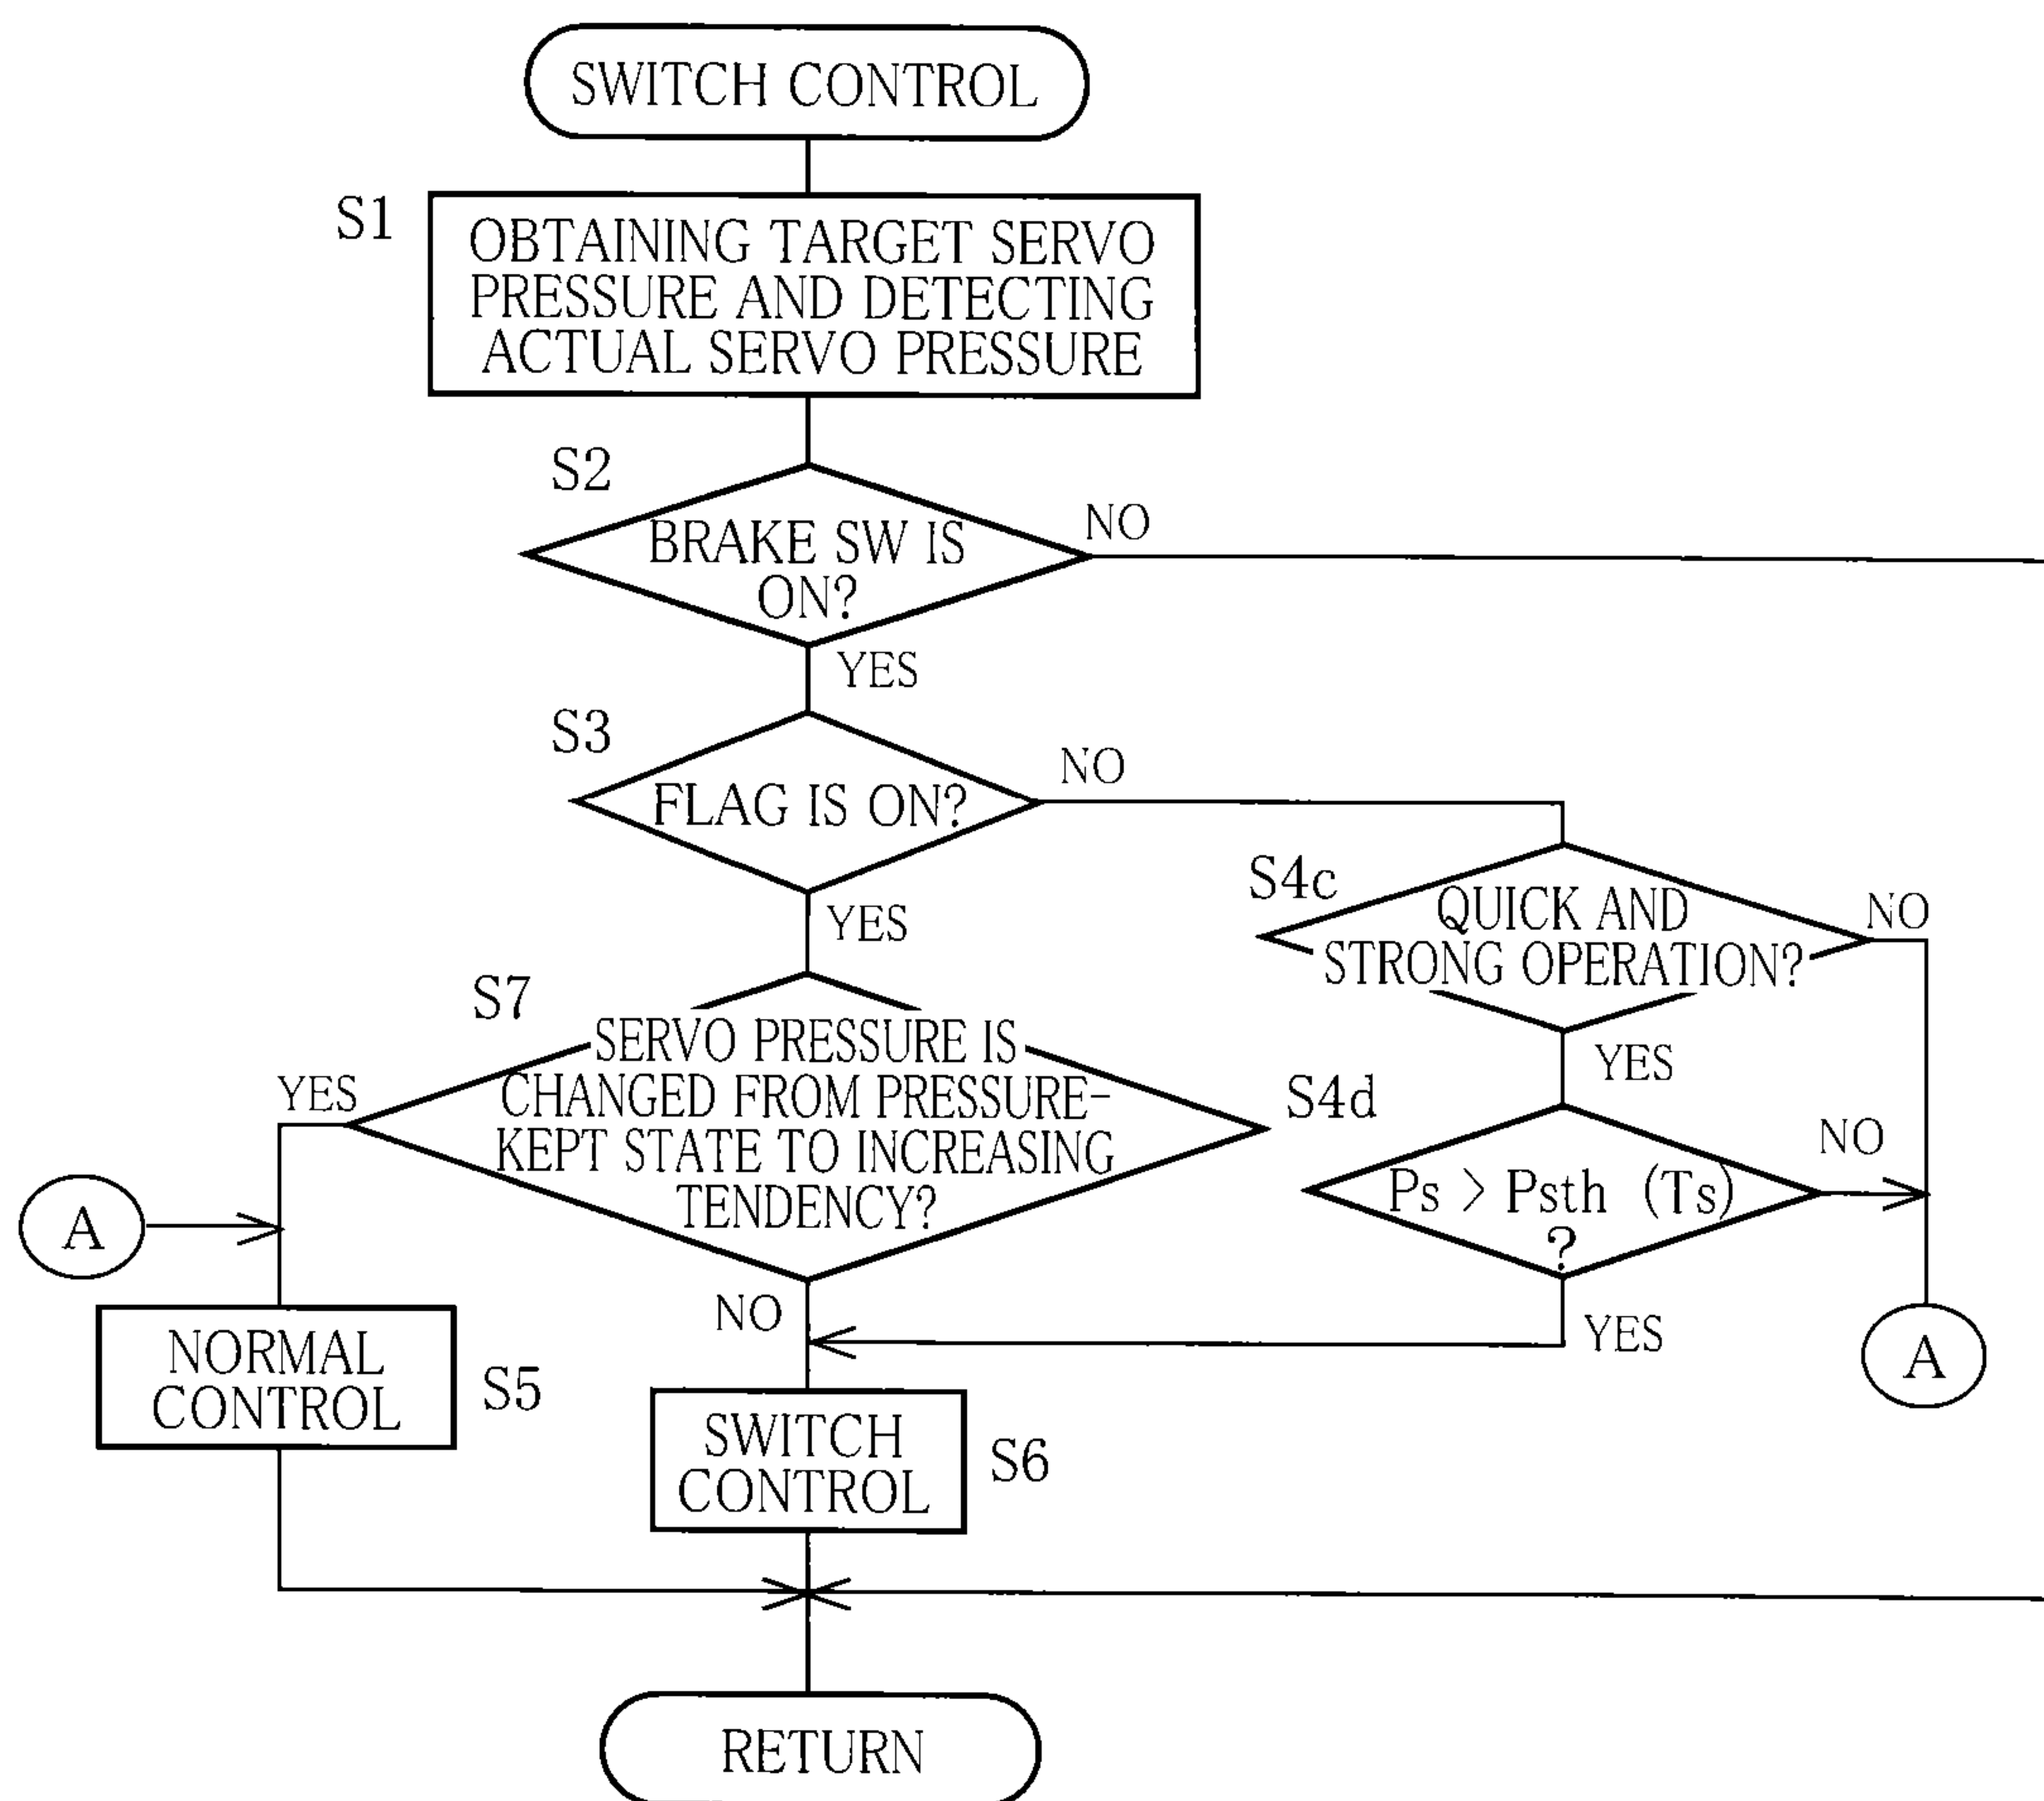 SWITCH CONTROL
S1
OBTAINING TARGET SERVO
PRESSURE AND DETECTING
ACTUAL SERVO PRESSURE
S2
BRAKE SW IS
ON?
NO
YES
S3
FLAG IS ON?
NO
YES
S4c
QUICK AND
STRONG OPERATION?
NO
YES
S7
SERVO PRESSURE IS
CHANGED FROM PRESSURE-
KEPT STATE TO INCREASING
TENDENCY?
YES
NO
S4d
Ps > Psth (Ts)
?
NO
YES
A
A
NORMAL
CONTROL
S5
SWITCH
CONTROL
S6
RETURN